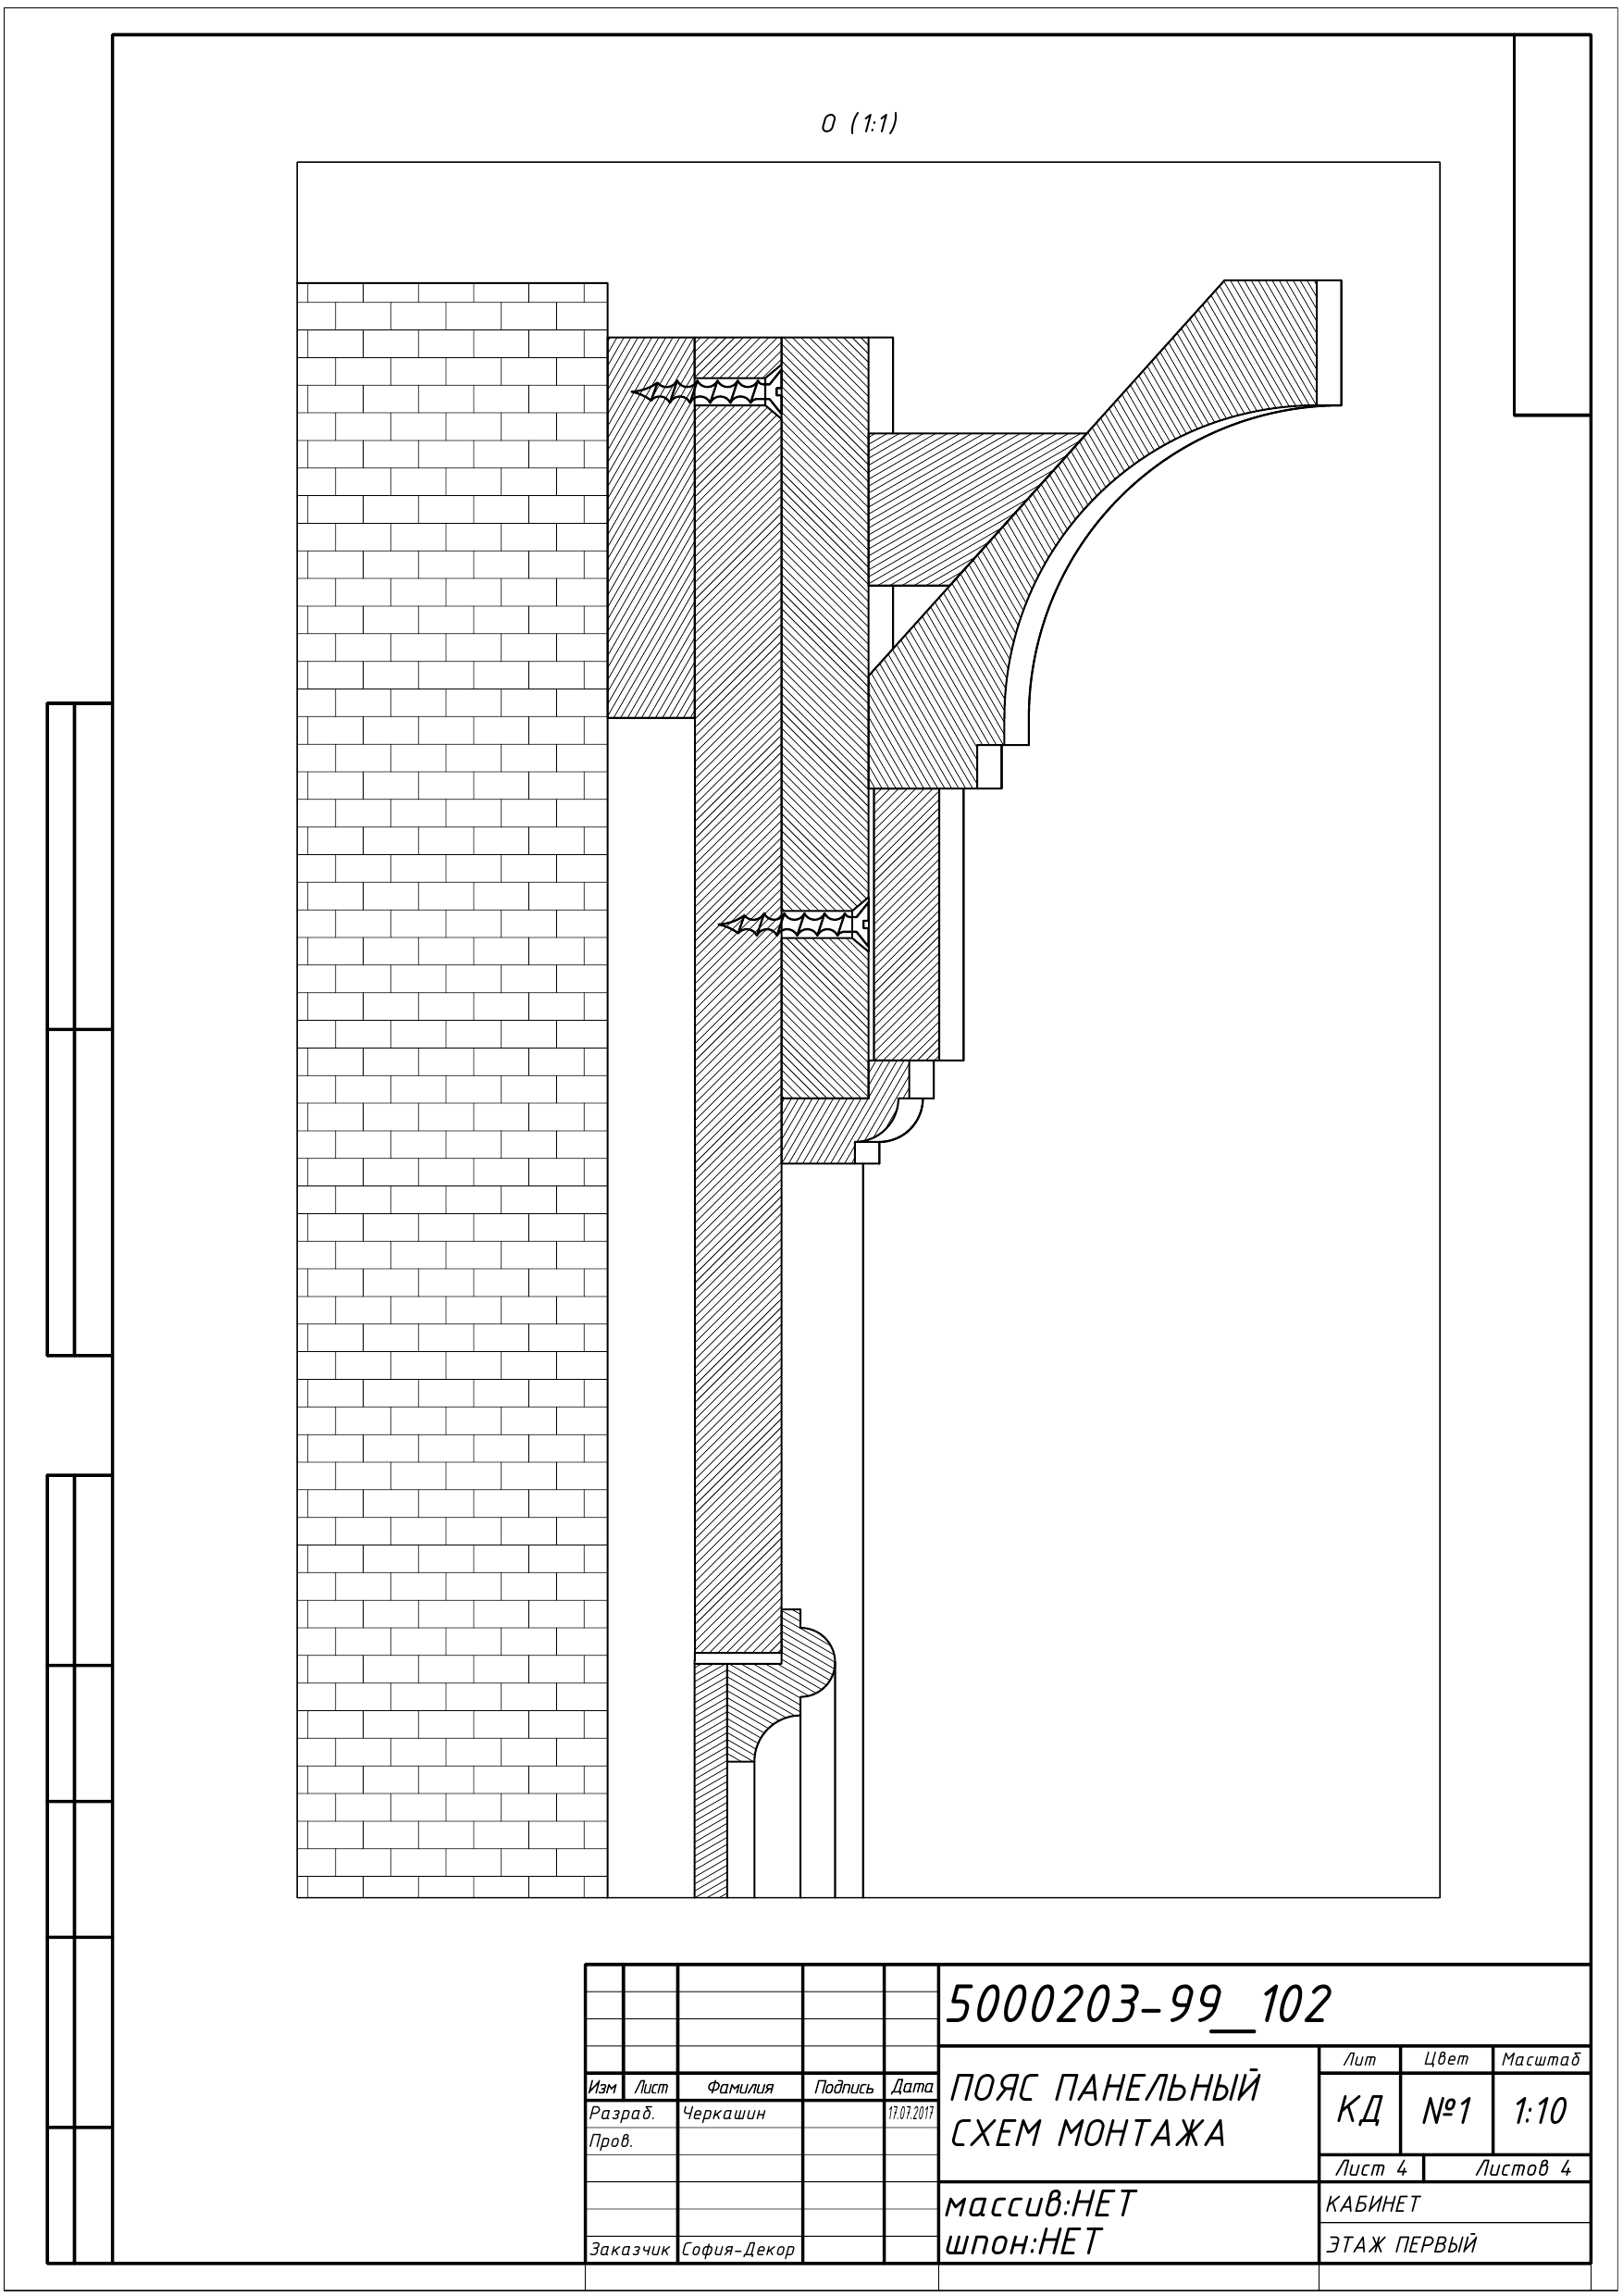 О (1:1)
5000203-99_102
Лит Цвет Масштаб
Изм Лист Фамилия Подпись Дата
ПОЯС ПАНЕЛЬНЫЙ
СХЕМ МОНТАЖА
КД №1 1:10
Разраб. Черкашин 17.07.2017
Пров.
Лист 4 Листов 4
массив:НЕТ
шпон:НЕТ
КАБИНЕТ
ЭТАЖ ПЕРВЫЙ
Заказчик София-Декор